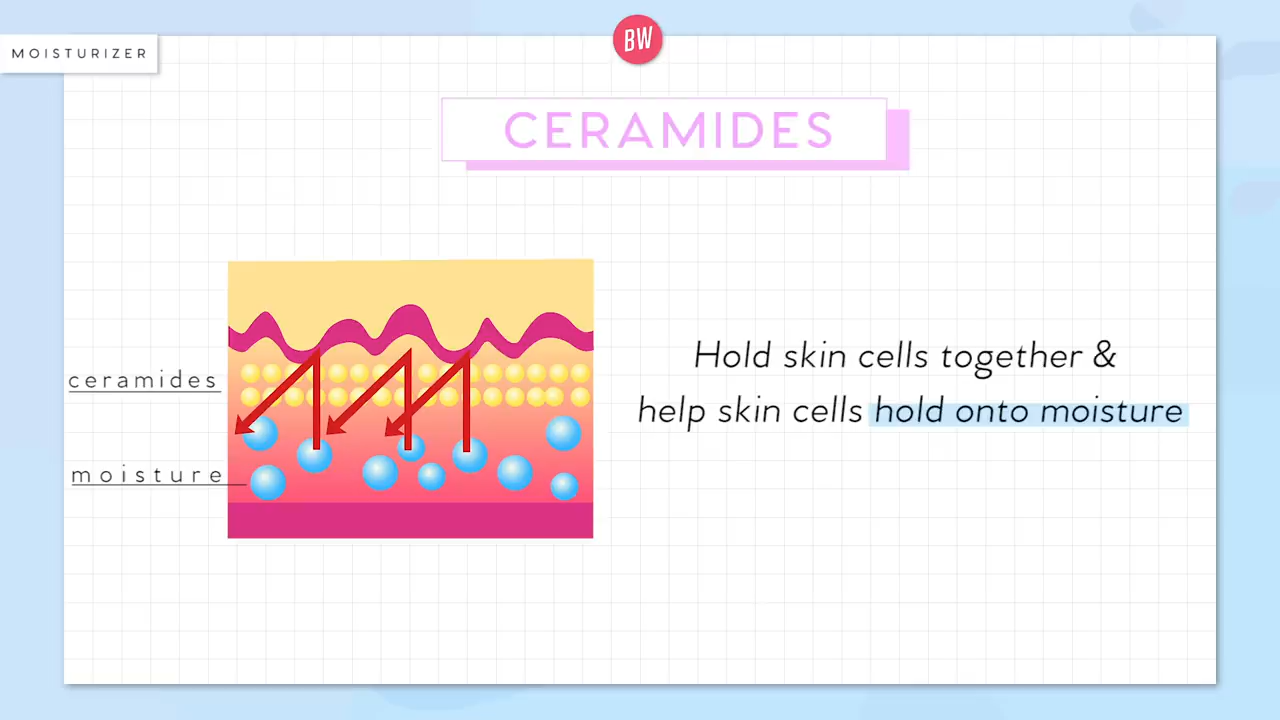 MOISTURIZER
BW
CERAMIDES
ceramides
moisture
Hold skin cells together &
help skin cells hold onto moisture